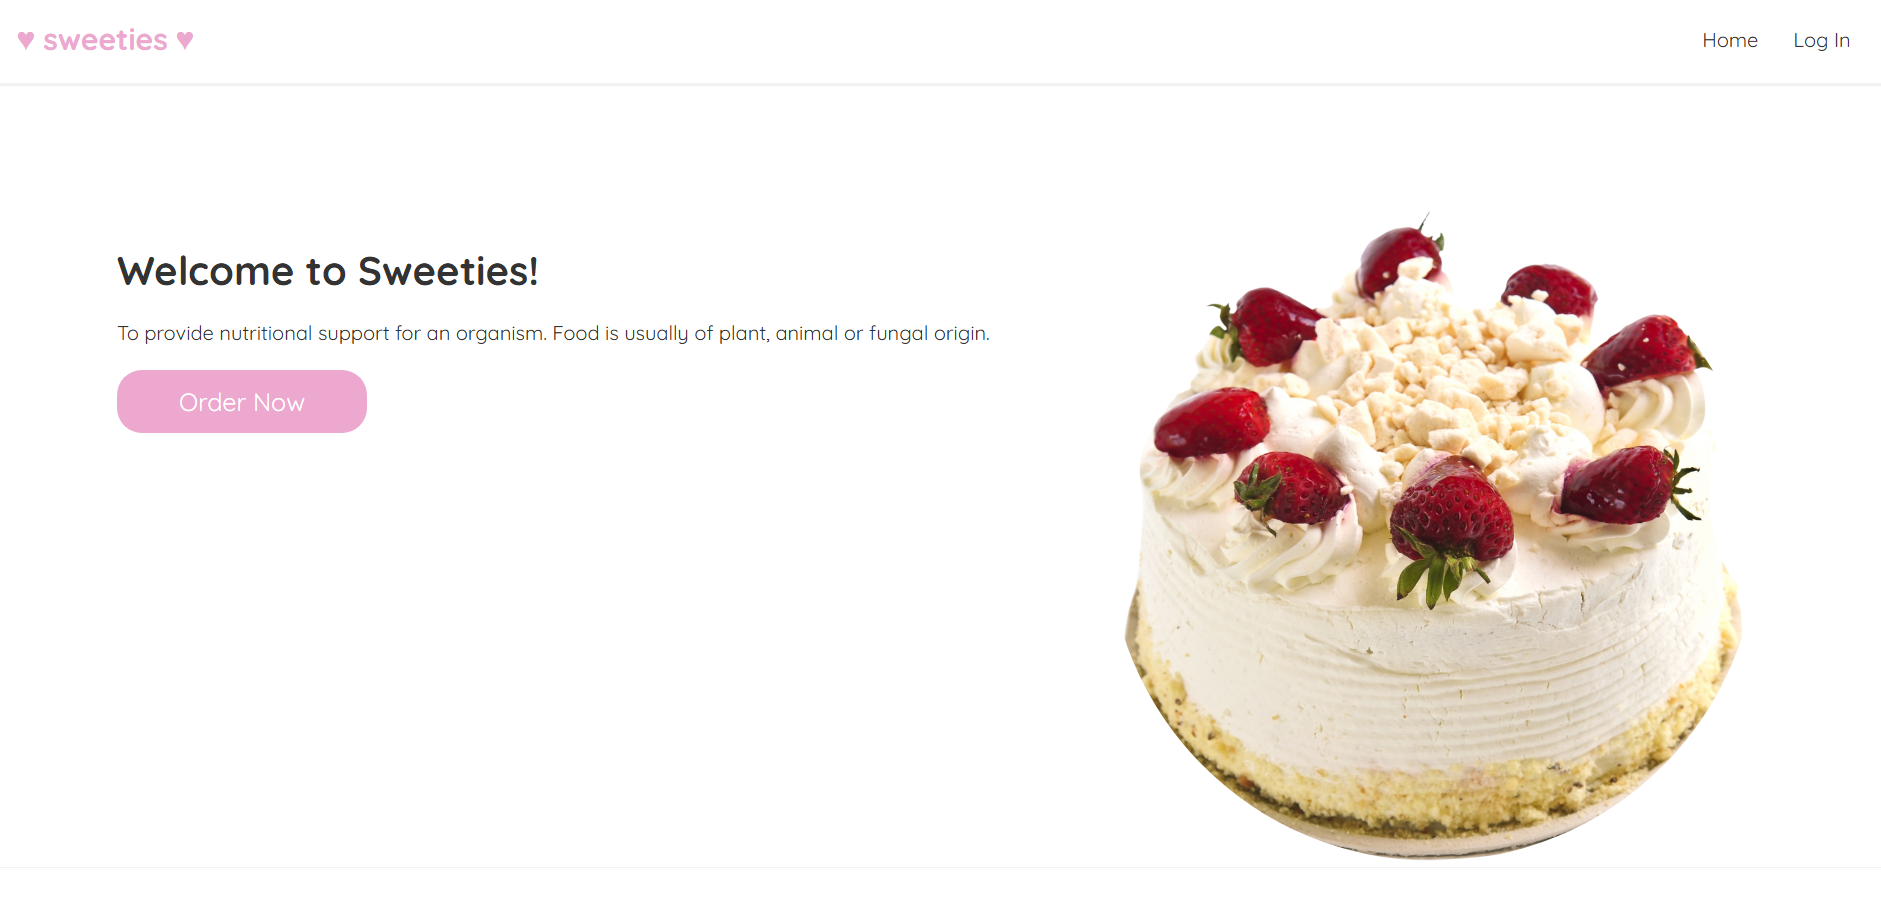 ♥ sweeties ♥
Home Log In
Welcome to Sweeties!
To provide nutritional support for an organism. Food is usually of plant, animal or fungal origin.
Order Now